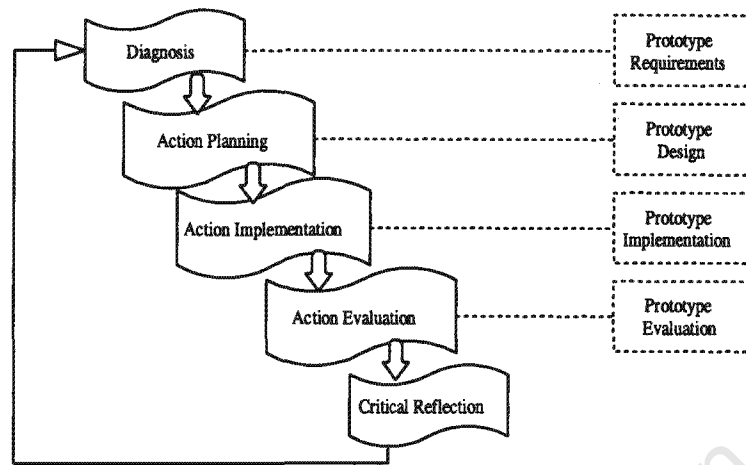 Diagnosis
Prototype
Requirements
Action Planning
Prototype
Design
Action Implementation
Prototype
Implementation
Action Evaluation
Prototype
Evaluation
Critical Reflection